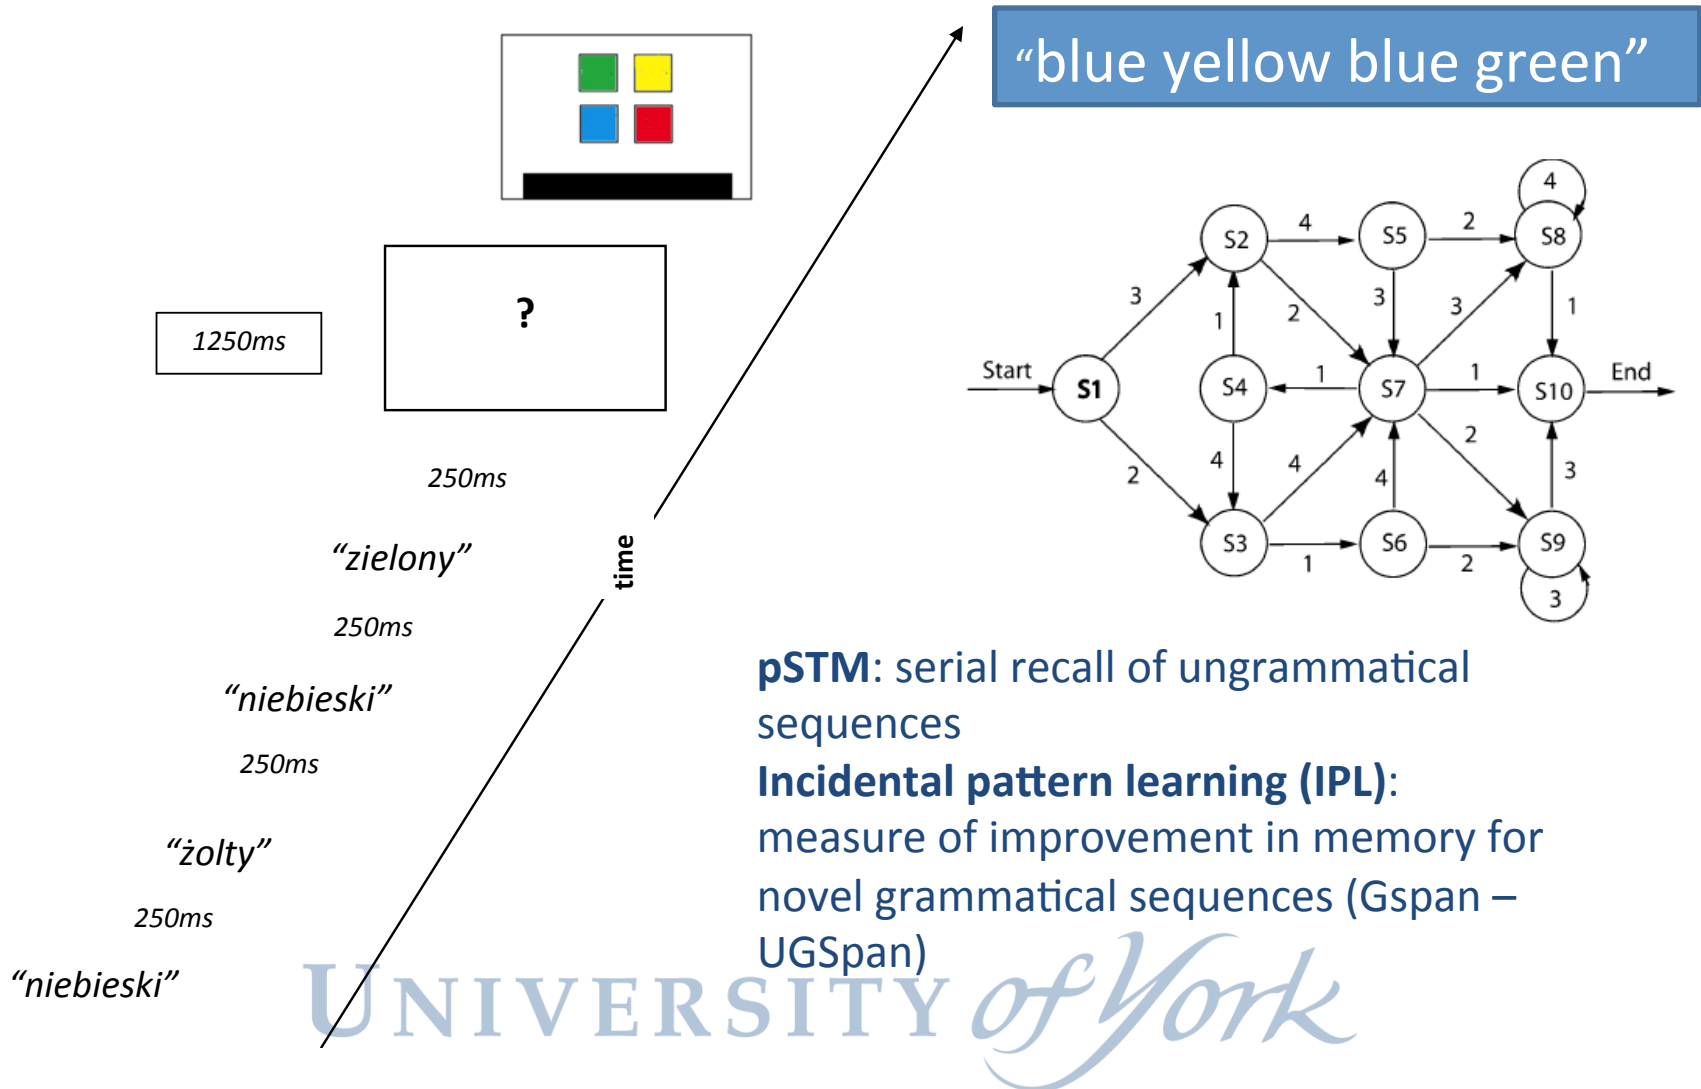 “blue yellow blue green”
?
1250ms
250ms
“zielony”
250ms
“niebieski”
250ms
“żolty”
250ms
“niebieski”
time
4
S2
4
S5
2
S8
3
1
2
3
3
1
Start
S1
S4
1
S7
1
S10
End
2
4
4
4
2
3
S3
1
S6
2
S9
3
pSTM: serial recall of ungrammatical
sequences
Incidental pattern learning (IPL):
measure of improvement in memory for
novel grammatical sequences (Gspan –
UGSpan)
UNIVERSITY of York